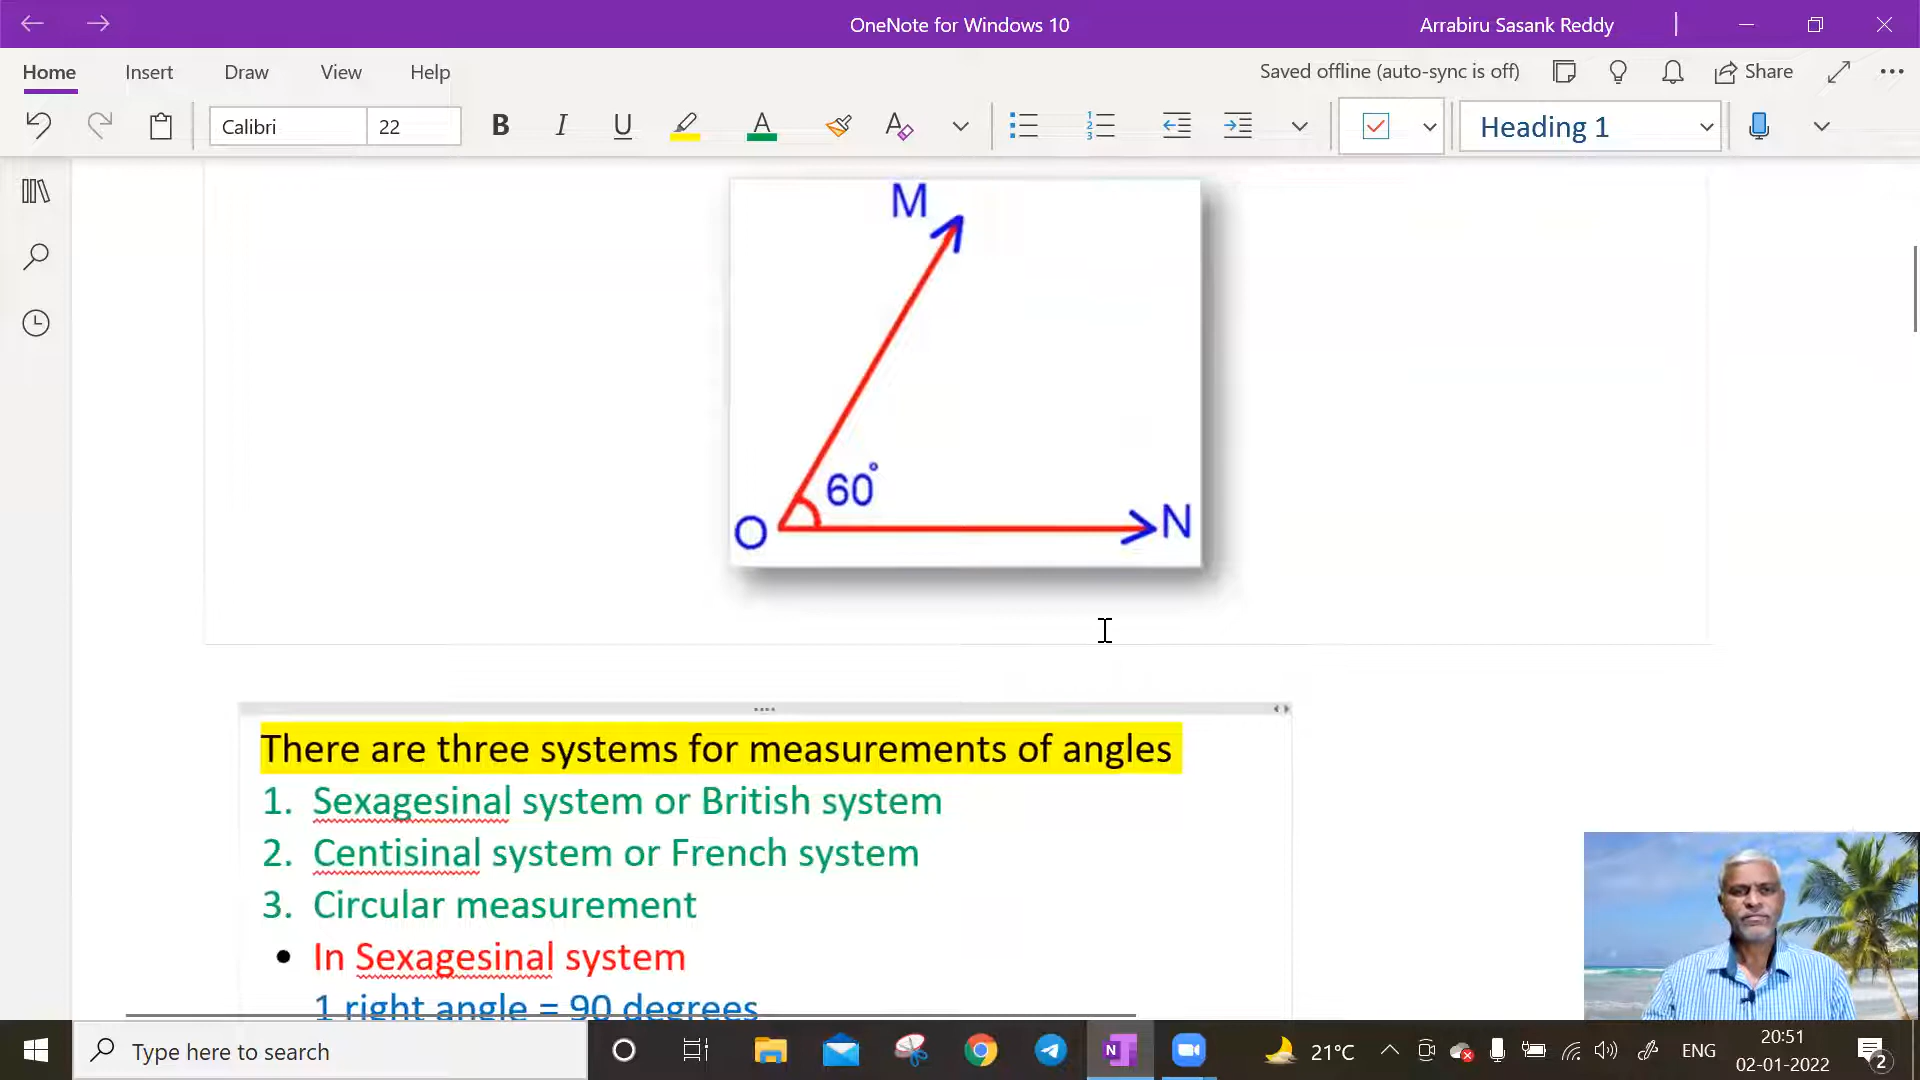 OneNote for Windows 10
Arrabiru Sasank Reddy
Home Insert Draw View Help
Saved offline (auto-sync is off)
Share
Calibri 22 B I U A A Heading 1
M
60°
O N
There are three systems for measurements of angles
1. Sexagesinal system or British system
2. Centisinal system or French system
3. Circular measurement
• In Sexagesinal system
1 right angle = 90 degrees
Type here to search
21°C
ENG
20:51
02-01-2022
2